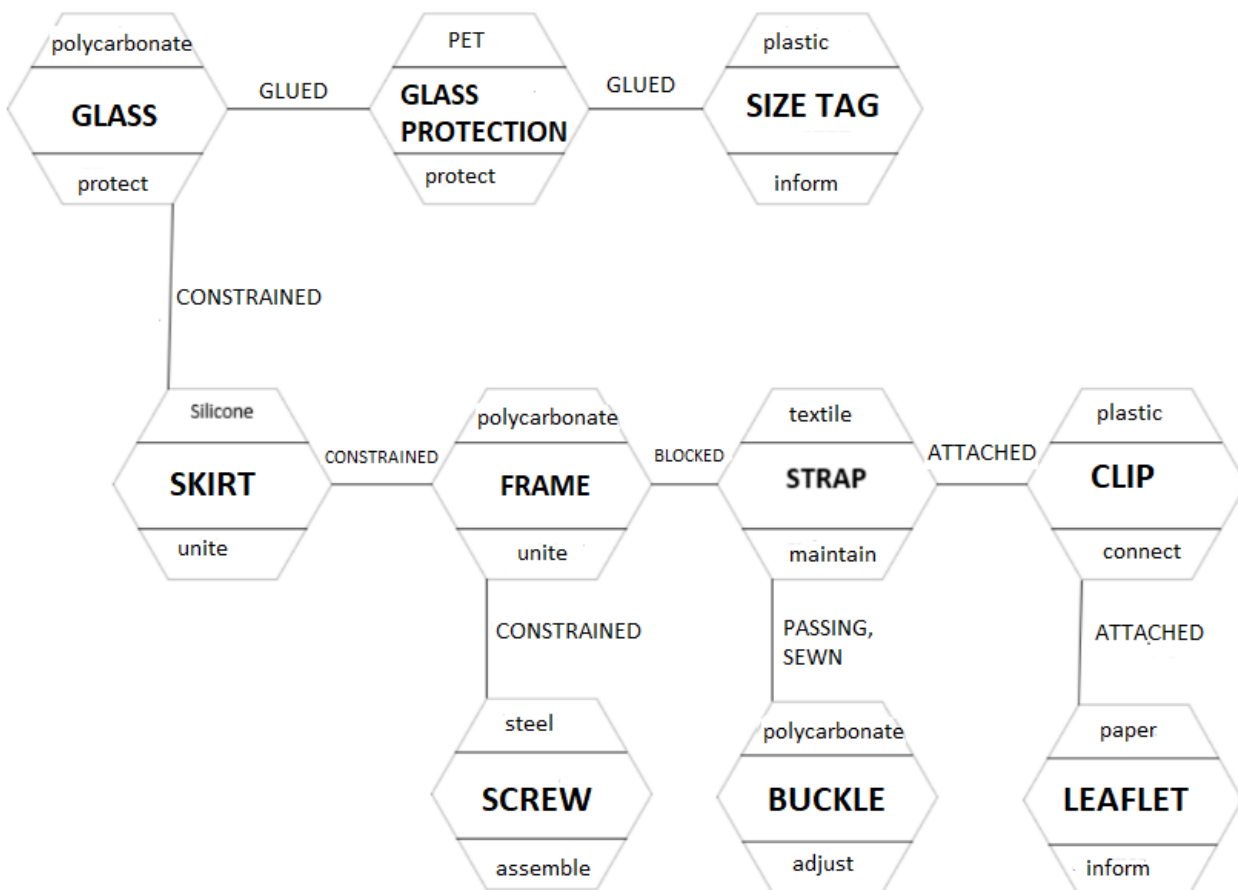 polycarbonate
GLASS
protect
GLUED
PET
GLASS
PROTECTION
protect
GLUED
plastic
SIZE TAG
inform
CONSTRAINED
Silicone
SKIRT
unite
CONSTRAINED
polycarbonate
FRAME
unite
BLOCKED
textile
STRAP
maintain
ATTACHED
plastic
CLIP
connect
CONSTRAINED
PASSING,
SEWN
ATTACHED
steel
SCREW
assemble
polycarbonate
BUCKLE
adjust
paper
LEAFLET
inform